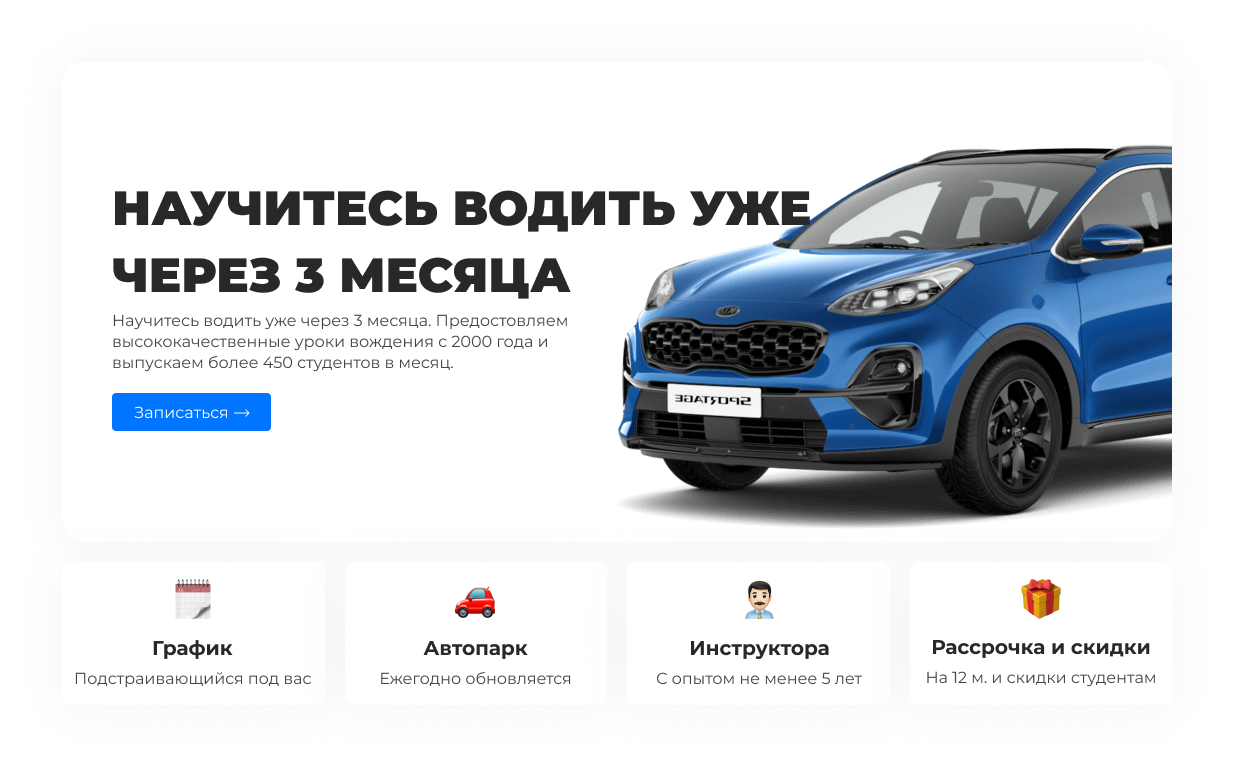 НАУЧИТЕСЬ ВОДИТЬ УЖЕ
ЧЕРЕЗ 3 МЕСЯЦА
Научитесь водить уже через 3 месяца. Предостовляем
высококачественные уроки вождения с 2000 года и
выпускаем более 450 студентов в месяц.
Записаться →
SPORTAGE
График
Подстраивающийся под вас
Автопарк
Ежегодно обновляется
Инструктора
С опытом не менее 5 лет
Рассрочка и скидки
На 12 м. и скидки студентам